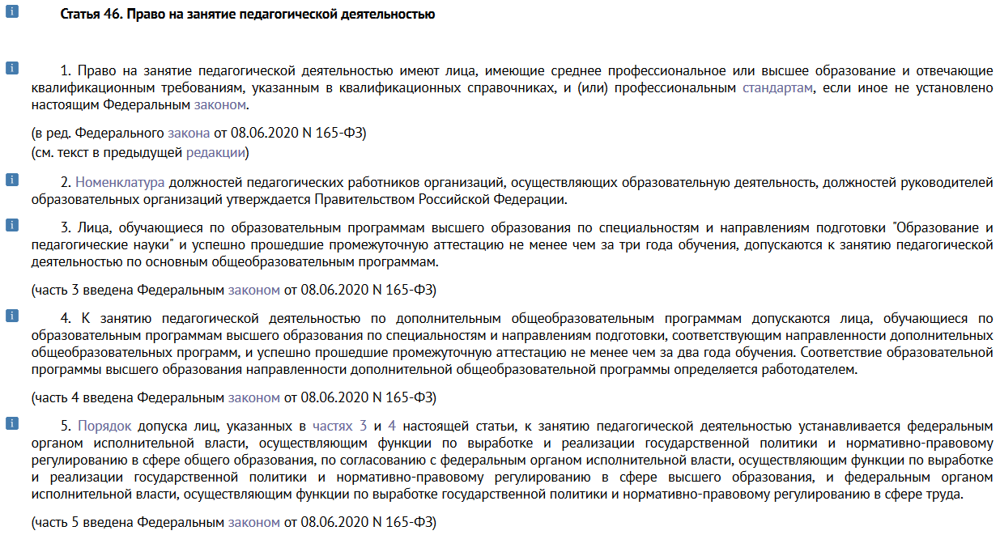 Статья 46. Право на занятие педагогической деятельностью
1. Право на занятие педагогической деятельностью имеют лица, имеющие среднее профессиональное или высшее образование и отвечающие
квалификационным требованиям, указанным в квалификационных справочниках, и (или) профессиональным стандартам, если иное не установлено
настоящим Федеральным законом.
(в ред. Федерального закона от 08.06.2020 N 165-ФЗ)
(см. текст в предыдущей редакции)
2. Номенклатура должностей педагогических работников организаций, осуществляющих образовательную деятельность, должностей руководителей
образовательных организаций утверждается Правительством Российской Федерации.
3. Лица, обучающиеся по образовательным программам высшего образования по специальностям и направлениям подготовки "Образование и
педагогические науки" и успешно прошедшие промежуточную аттестацию не менее чем за три года обучения, допускаются к занятию педагогической
деятельностью по основным общеобразовательным программам.
(часть 3 введена Федеральным законом от 08.06.2020 N 165-ФЗ)
4. К занятию педагогической деятельностью по дополнительным общеобразовательным программам допускаются лица, обучающиеся по
образовательным программам высшего образования по специальностям и направлениям подготовки, соответствующим направленности дополнительных
общеобразовательных программ, и успешно прошедшие промежуточную аттестацию не менее чем за два года обучения. Соответствие образовательной
программы высшего образования направленности дополнительной общеобразовательной программы определяется работодателем.
(часть 4 введена Федеральным законом от 08.06.2020 N 165-ФЗ)
5. Порядок допуска лиц, указанных в частях 3 и 4 настоящей статьи, к занятию педагогической деятельностью устанавливается федеральным
органом исполнительной власти, осуществляющим функции по выработке и реализации государственной политики и нормативно-правовому
регулированию в сфере общего образования, по согласованию с федеральным органом исполнительной власти, осуществляющим функции по выработке
и реализации государственной политики и нормативно-правовому регулированию в сфере высшего образования, и федеральным органом
исполнительной власти, осуществляющим функции по выработке государственной политики и нормативно-правовому регулированию в сфере труда.
(часть 5 введена Федеральным законом от 08.06.2020 N 165-ФЗ)